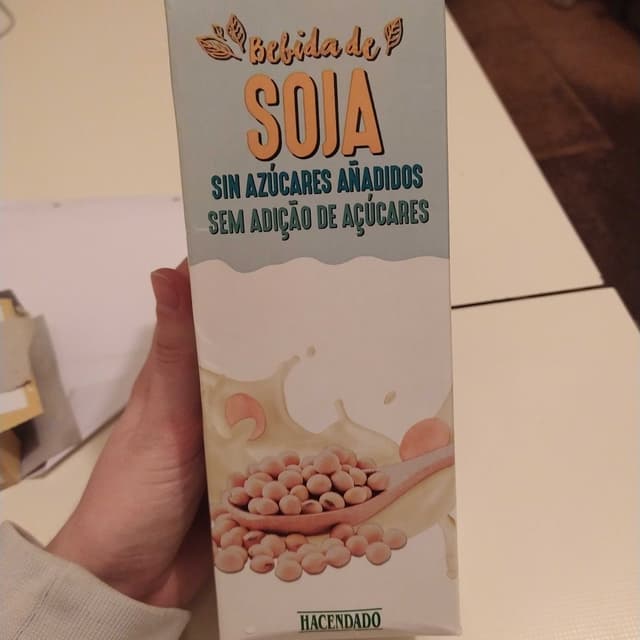 Bebida de
SOJA
SIN AZÚCARES AÑADIDOS
SEM ADIÇÃO DE AÇÚCARES
HACENDADO